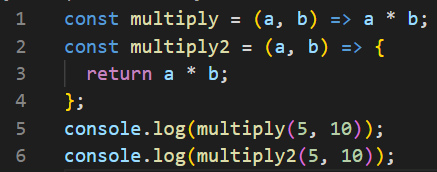 1 const multiply = (a, b) => a * b;
2 const multiply2 = (a, b) => {
3   return a * b;
4 };
5 console.log(multiply(5, 10));
6 console.log(multiply2(5, 10));